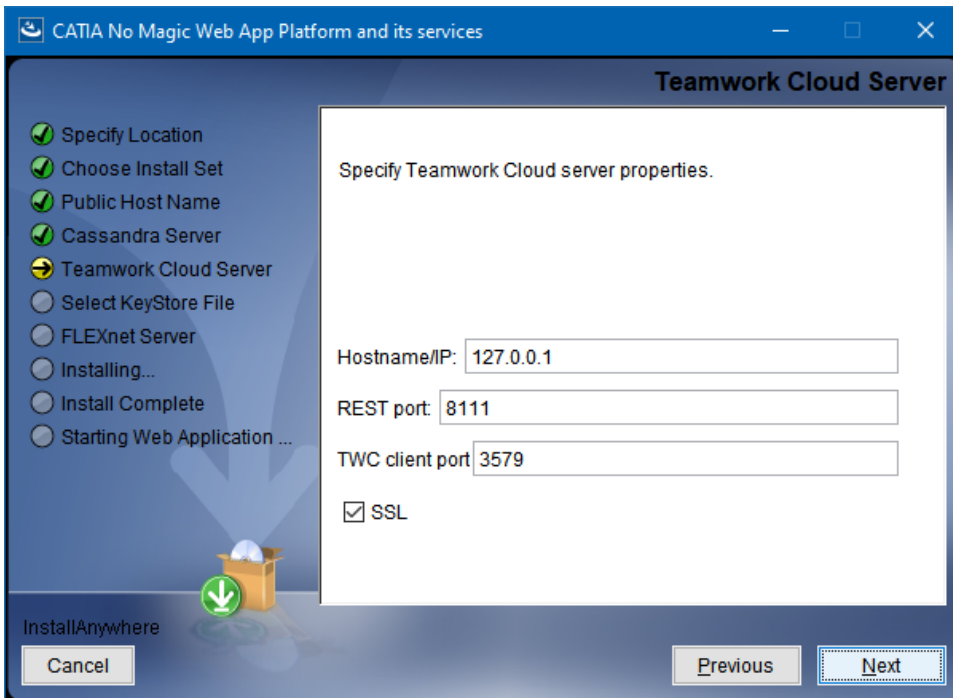 CATIA No Magic Web App Platform and its services
Teamwork Cloud Server
Specify Location
Choose Install Set
Public Host Name
Cassandra Server
Teamwork Cloud Server
Select KeyStore File
FLEXnet Server
Installing...
Install Complete
Starting Web Application ...
Specify Teamwork Cloud server properties.
Hostname/IP: 127.0.0.1
REST port: 8111
TWC client port 3579
SSL
InstallAnywhere
Cancel
Previous
Next